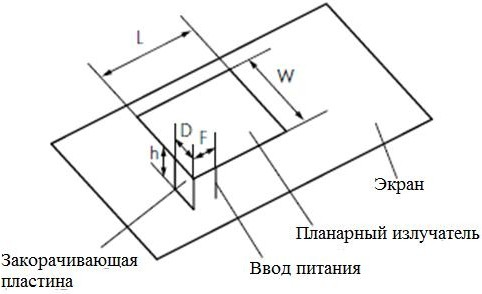 L
W
D
F
h
Экран
Планарный излучатель
Закорачивающая
пластина
Ввод питания